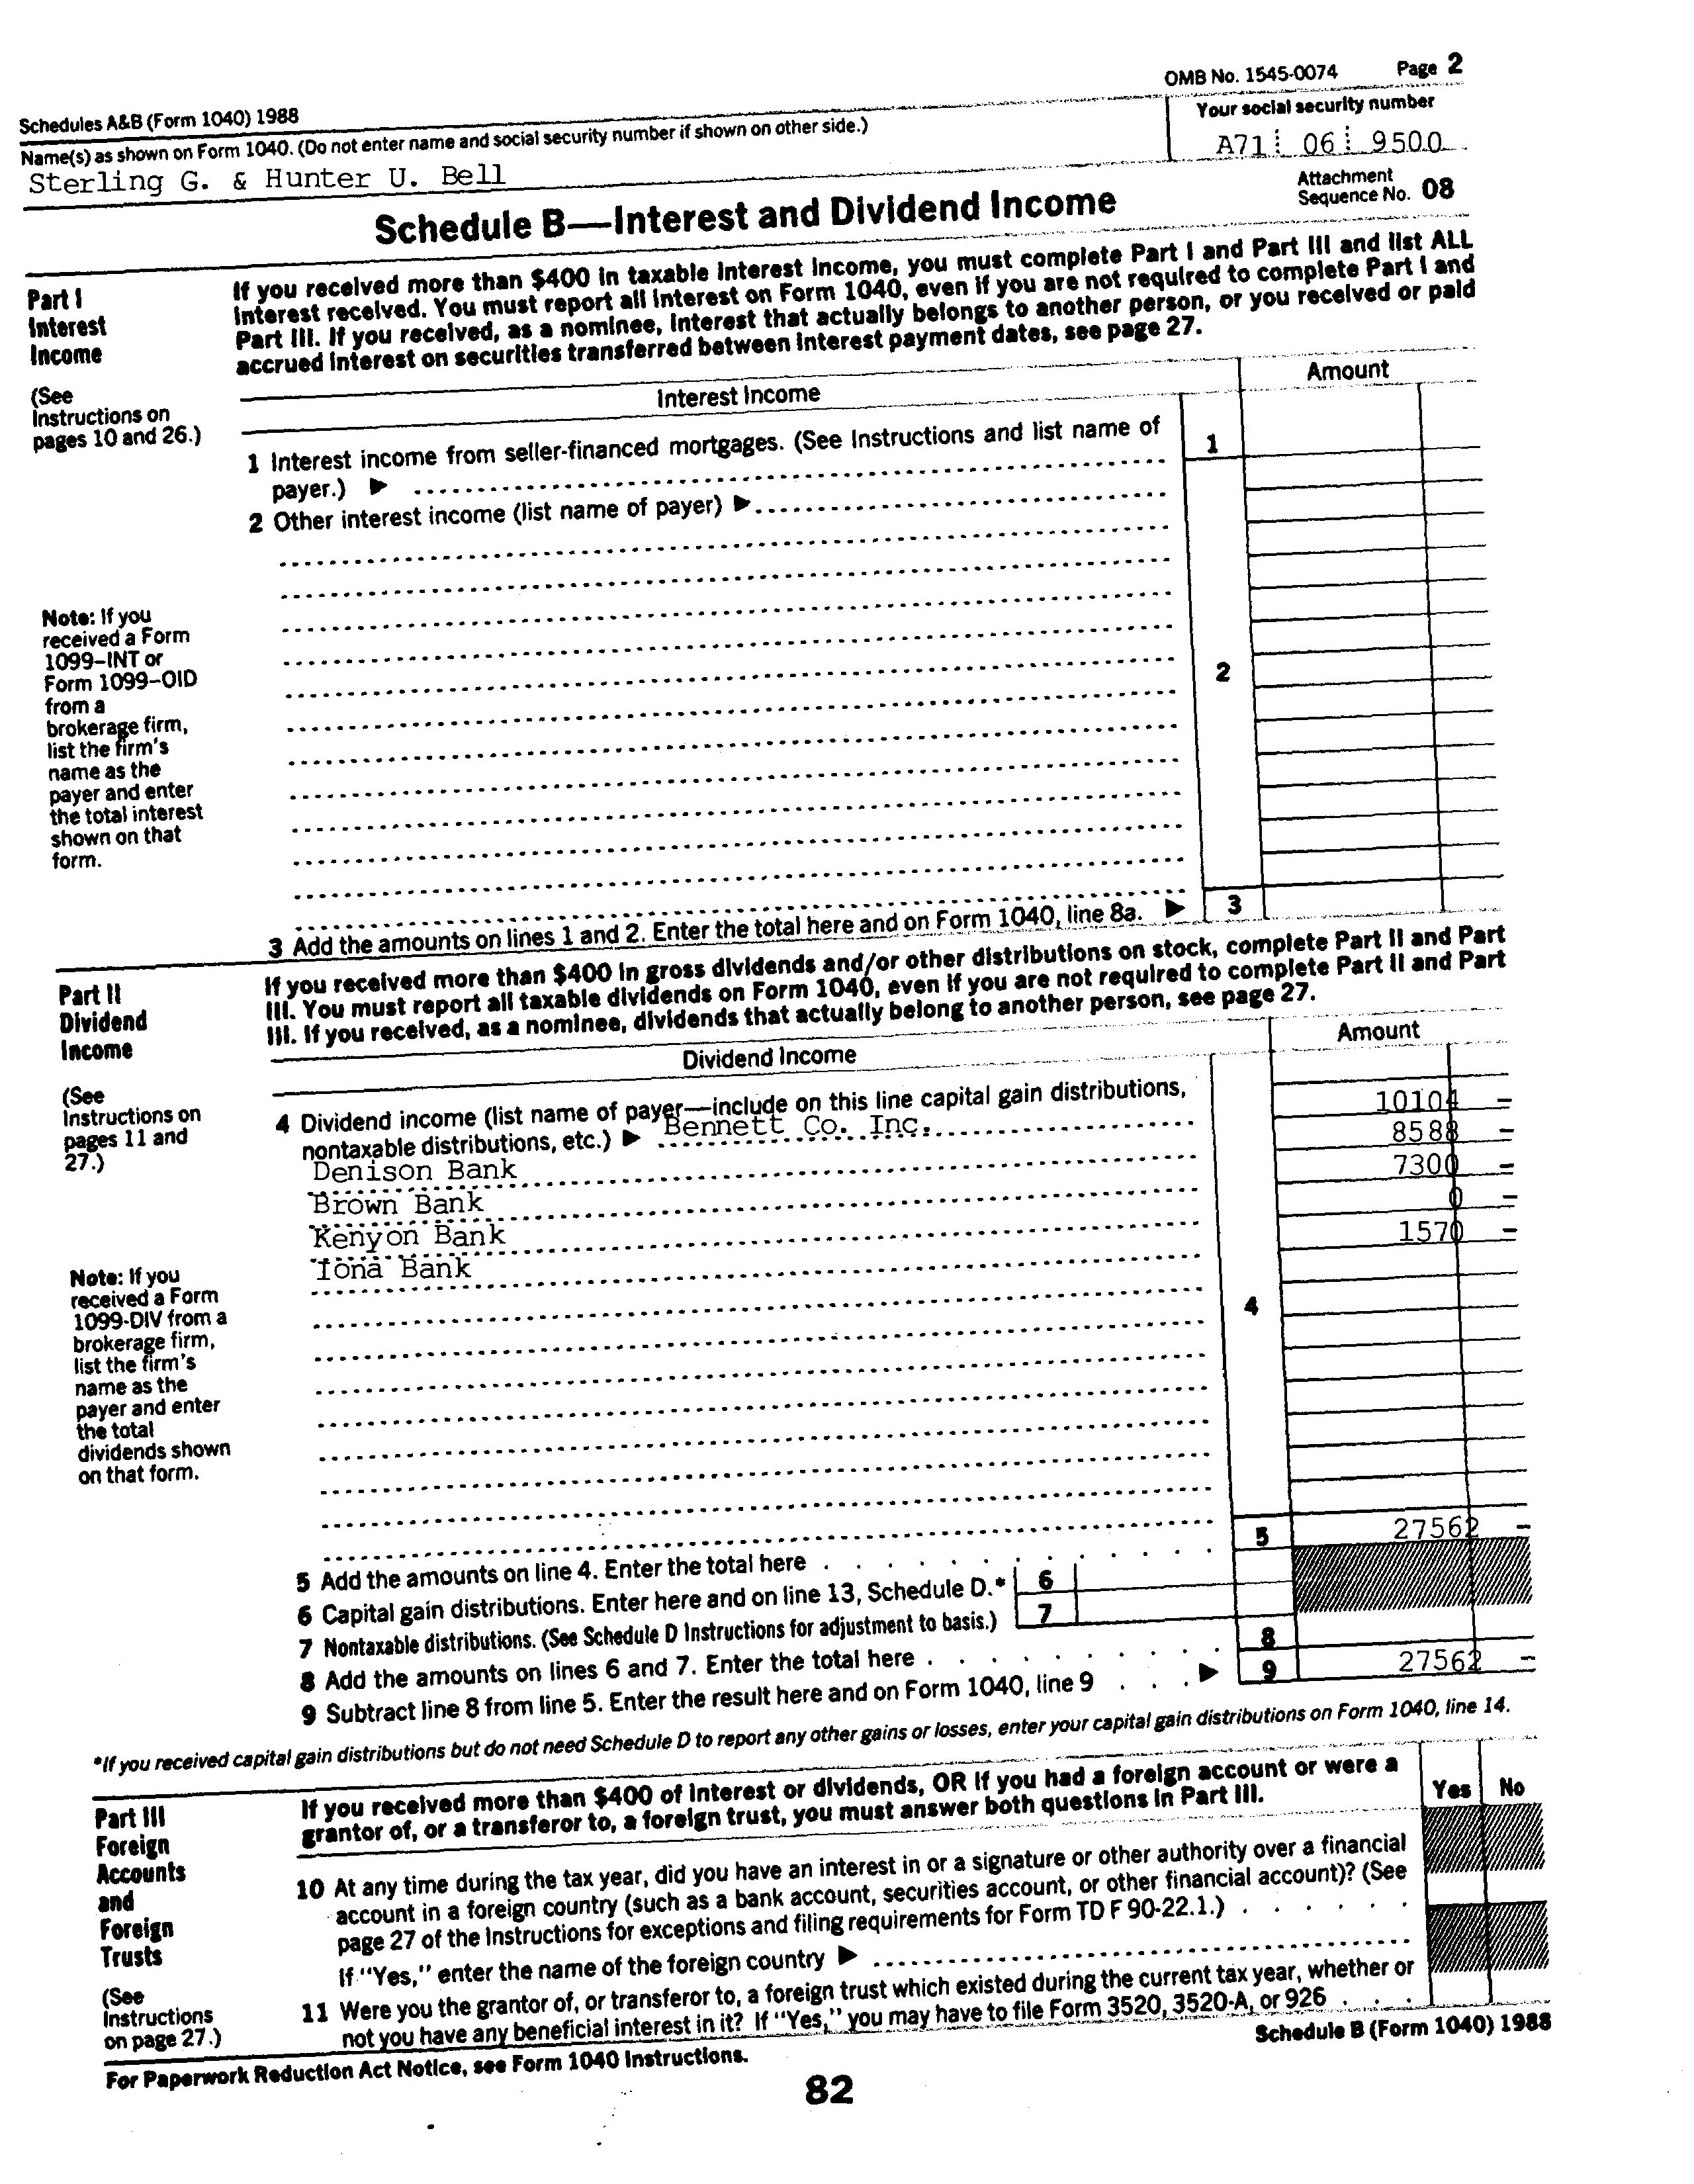 OMB No. 1545-0074 Page 2
Schedules A&B (Form 1040) 1988
Name(s) as shown on Form 1040. (Do not enter name and social security number if shown on other side.)
Your social security number
Sterling G. & Hunter U. Bell
A71 06 9500
Attachment
Sequence No. 08
Schedule B—Interest and Dividend Income
Part I
Interest
Income
(See
Instructions on
pages 10 and 26.)
If you received more than $400 in taxable interest income, you must complete Part I and Part III and list ALL
interest received. You must report all interest on Form 1040, even if you are not required to complete Part I and
Part III. If you received, as a nominee, interest that actually belongs to another person, or you received or paid
accrued interest on securities transferred between interest payment dates, see page 27.
Interest Income
Amount
1 Interest income from seller-financed mortgages. (See Instructions and list name of
payer.) ▶
1
2 Other interest income (list name of payer) ▶
2
Note: If you
received a Form
1099–INT or
Form 1099–OID
from a
brokerage firm,
list the firm's
name as the
payer and enter
the total interest
shown on that
form.
3 Add the amounts on lines 1 and 2. Enter the total here and on Form 1040, line 8a. ▶ 3
Part II
Dividend
Income
(See
Instructions on
pages 11 and
27.)
If you received more than $400 in gross dividends and/or other distributions on stock, complete Part II and Part
III. You must report all taxable dividends on Form 1040, even if you are not required to complete Part II and Part
III. If you received, as a nominee, dividends that actually belong to another person, see page 27.
Dividend Income
Amount
4 Dividend income (list name of payer—include on this line capital gain distributions,
nontaxable distributions, etc.) ▶ Bennett Co. Inc. 10104 –
Denison Bank 8588 –
Brown Bank 7300 –
Kenyon Bank 0 –
Iona Bank 1570 –
4
Note: If you
received a Form
1099-DIV from a
brokerage firm,
list the firm's
name as the
payer and enter
the total
dividends shown
on that form.
5 Add the amounts on line 4. Enter the total here 5 27562 –
6 Capital gain distributions. Enter here and on line 13, Schedule D.* 6
7 Nontaxable distributions. (See Schedule D Instructions for adjustment to basis.) 7
8 Add the amounts on lines 6 and 7. Enter the total here 8
9 Subtract line 8 from line 5. Enter the result here and on Form 1040, line 9 ▶ 9 27562 –
*If you received capital gain distributions but do not need Schedule D to report any other gains or losses, enter your capital gain distributions on Form 1040, line 14.
Part III
Foreign
Accounts
and
Foreign
Trusts
(See
Instructions
on page 27.)
If you received more than $400 of interest or dividends, OR if you had a foreign account or were a
grantor of, or a transferor to, a foreign trust, you must answer both questions in Part III.
Yes No
10 At any time during the tax year, did you have an interest in or a signature or other authority over a financial
account in a foreign country (such as a bank account, securities account, or other financial account)? (See
page 27 of the Instructions for exceptions and filing requirements for Form TD F 90-22.1.)
If "Yes," enter the name of the foreign country ▶
11 Were you the grantor of, or transferor to, a foreign trust which existed during the current tax year, whether or
not you have any beneficial interest in it? If "Yes," you may have to file Form 3520, 3520-A, or 926
For Paperwork Reduction Act Notice, see Form 1040 Instructions.
Schedule B (Form 1040) 1988
82